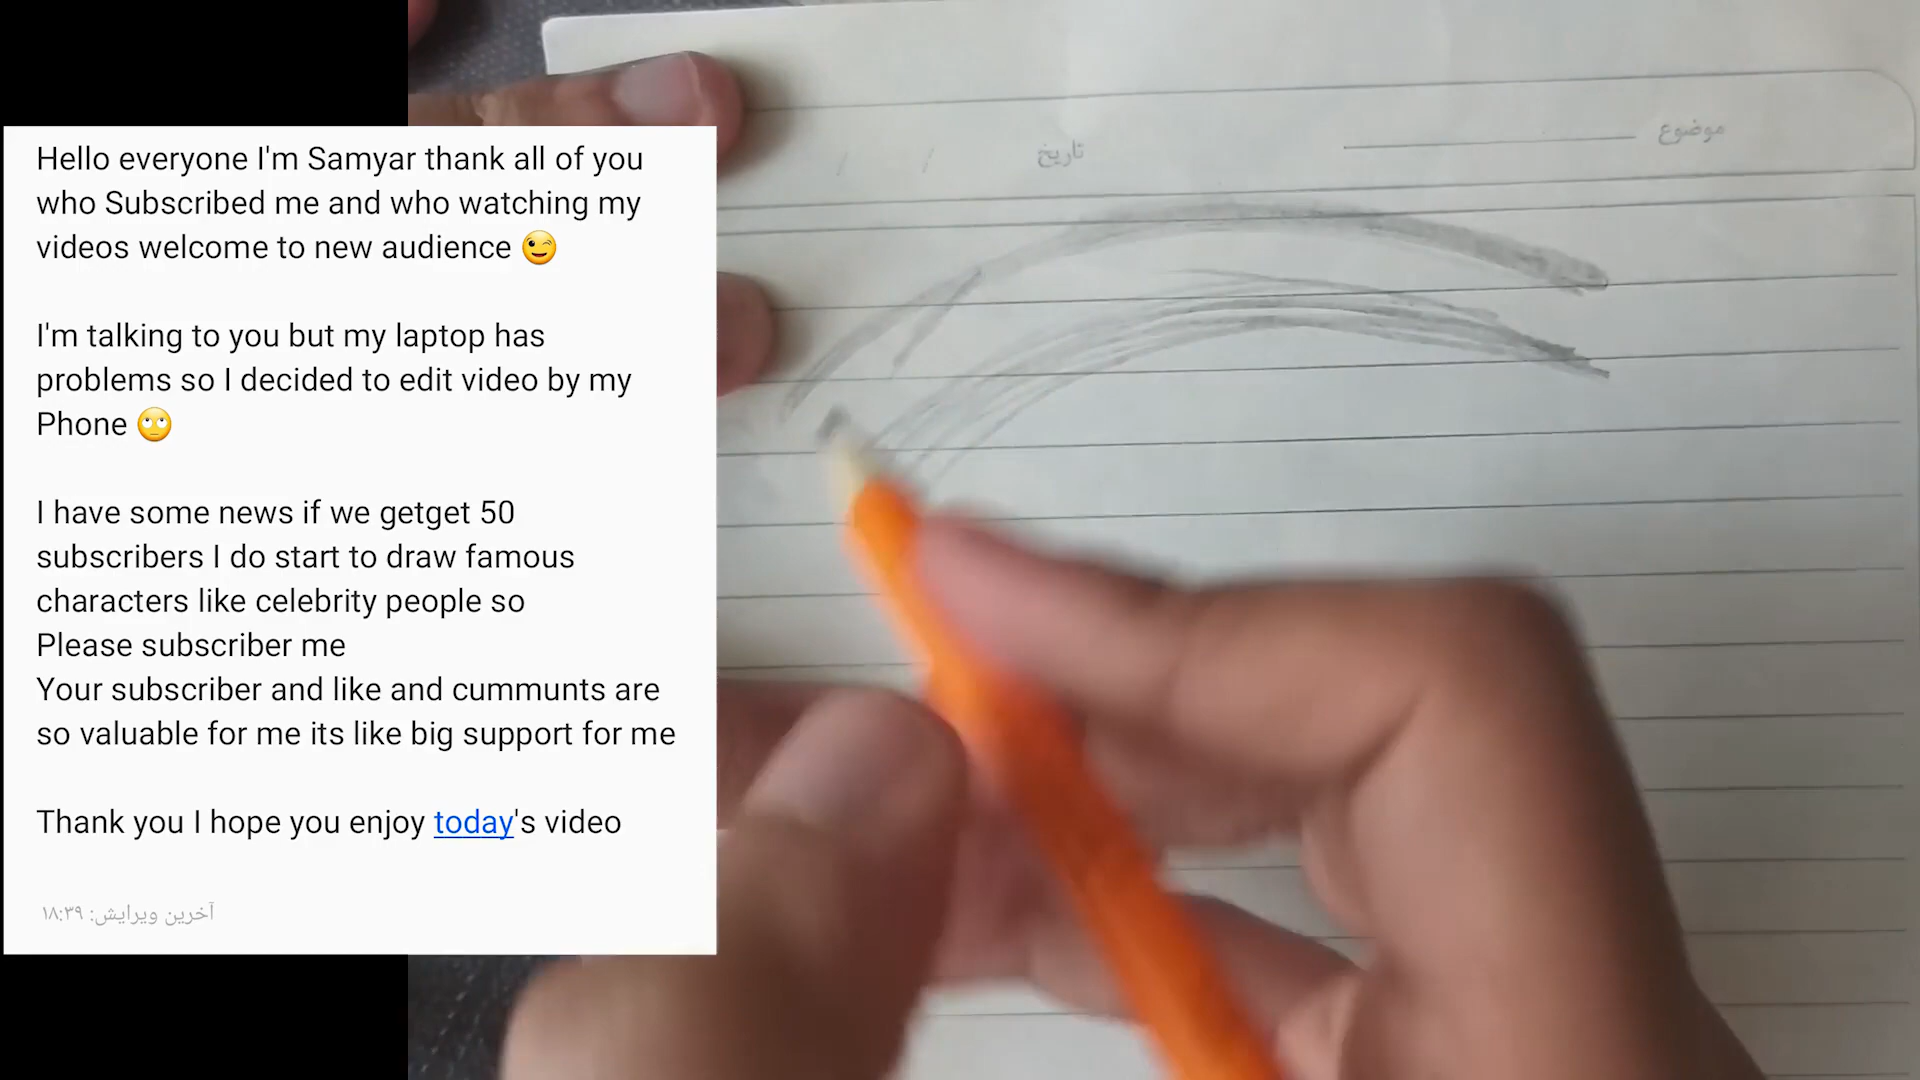 Hello everyone I'm Samyar thank all of you
who Subscribed me and who watching my
videos welcome to new audience 😉
I'm talking to you but my laptop has
problems so I decided to edit video by my
Phone 🙄
I have some news if we getget 50
subscribers I do start to draw famous
characters like celebrity people so
Please subscriber me
Your subscriber and like and cummunts are
so valuable for me its like big support for me
Thank you I hope you enjoy today's video
آخرین ویرایش: ۱۸:۳۹
موضوع
تاریخ / /